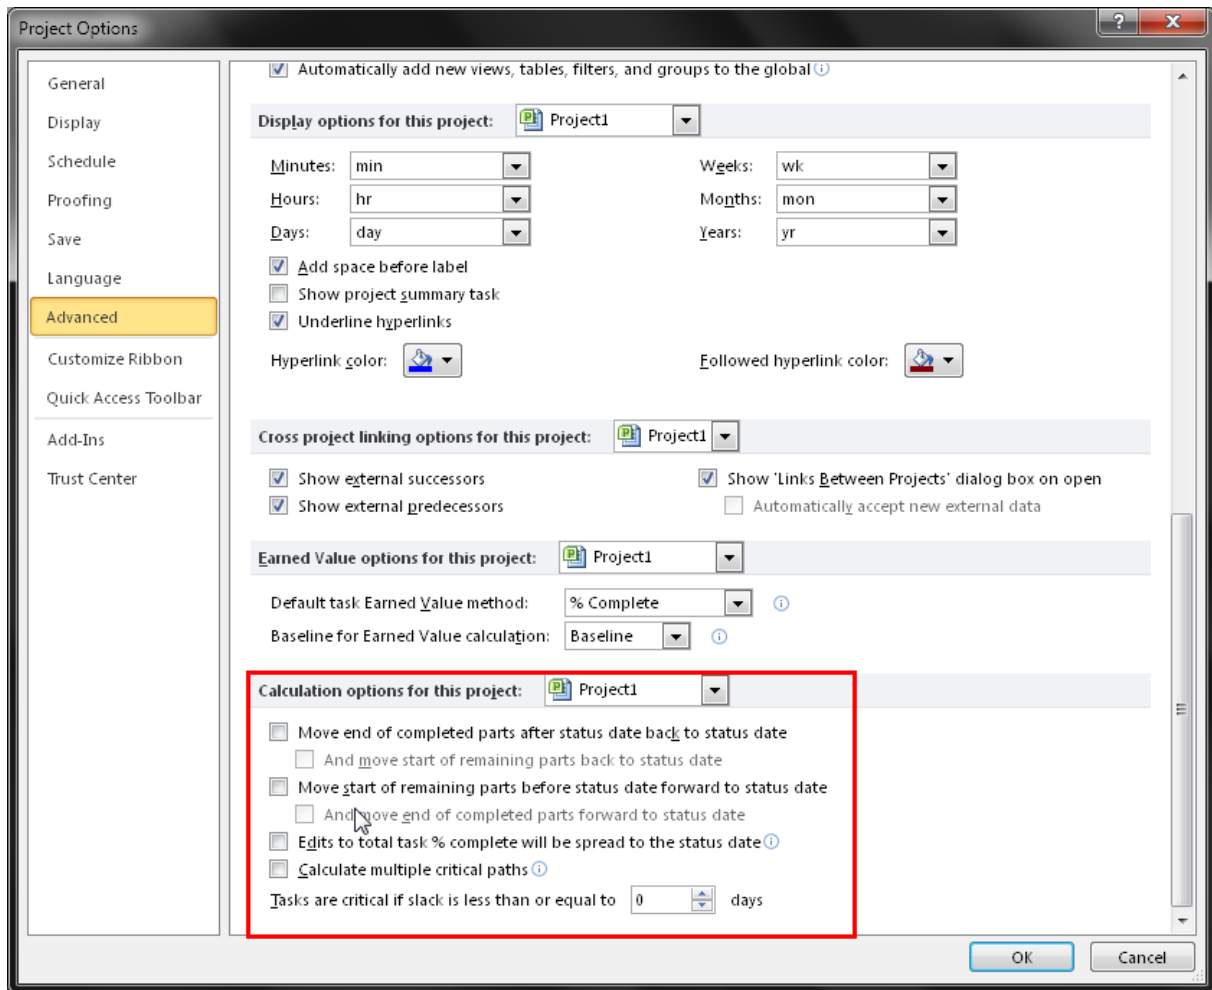 Project Options
General
Display
Schedule
Proofing
Save
Language
Advanced
Customize Ribbon
Quick Access Toolbar
Add-Ins
Trust Center
Automatically add new views, tables, filters, and groups to the global
Display options for this project: Project1
Minutes: min Weeks: wk
Hours: hr Months: mon
Days: day Years: yr
Add space before label
Show project summary task
Underline hyperlinks
Hyperlink color: Followed hyperlink color:
Cross project linking options for this project: Project1
Show external successors Show 'Links Between Projects' dialog box on open
Show external predecessors Automatically accept new external data
Earned Value options for this project: Project1
Default task Earned Value method: % Complete
Baseline for Earned Value calculation: Baseline
Calculation options for this project: Project1
Move end of completed parts after status date back to status date
And move start of remaining parts back to status date
Move start of remaining parts before status date forward to status date
And move end of completed parts forward to status date
Edits to total task % complete will be spread to the status date
Calculate multiple critical paths
Tasks are critical if slack is less than or equal to 0 days
OK Cancel